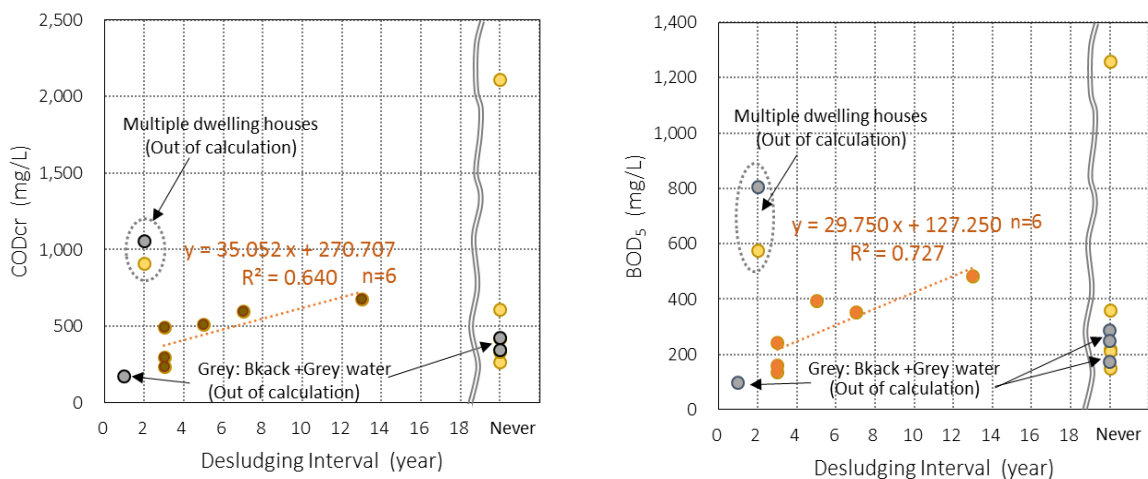 2,500
2,000
1,500
1,000
500
0
CODcr (mg/L)
Multiple dwelling houses
(Out of calculation)
y = 35.052 x + 270.707
R² = 0.640 n=6
Grey: Bkack +Grey water
(Out of calculation)
0 2 4 6 8 10 12 14 16 18 Never
Desludging Interval (year)
1,400
1,200
1,000
800
600
400
200
0
BOD₅ (mg/L)
Multiple dwelling houses
(Out of calculation)
y = 29.750 x + 127.250 n=6
R² = 0.727
Grey: Bkack +Grey water
(Out of calculation)
0 2 4 6 8 10 12 14 16 18 Never
Desludging Interval (year)